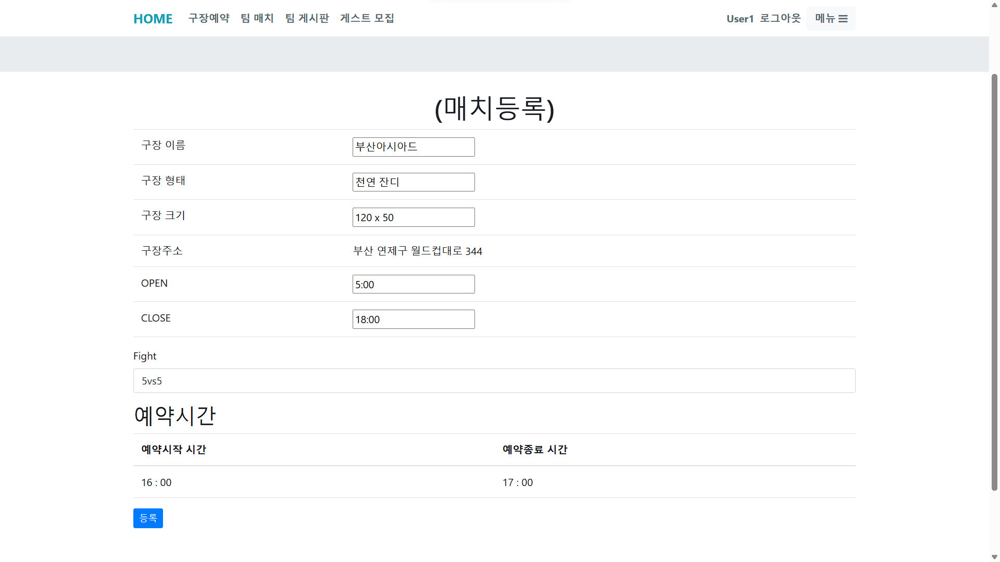 HOME 구장예약 팀 매치 팀 게시판 게스트 모집 User1 로그아웃 메뉴
(매치등록)
구장 이름 부산아시아드
구장 형태 천연 잔디
구장 크기 120 x 50
구장주소 부산 연제구 월드컵대로 344
OPEN 5:00
CLOSE 18:00
Fight
5vs5
예약시간
예약시작 시간 예약종료 시간
16 : 00 17 : 00
등록